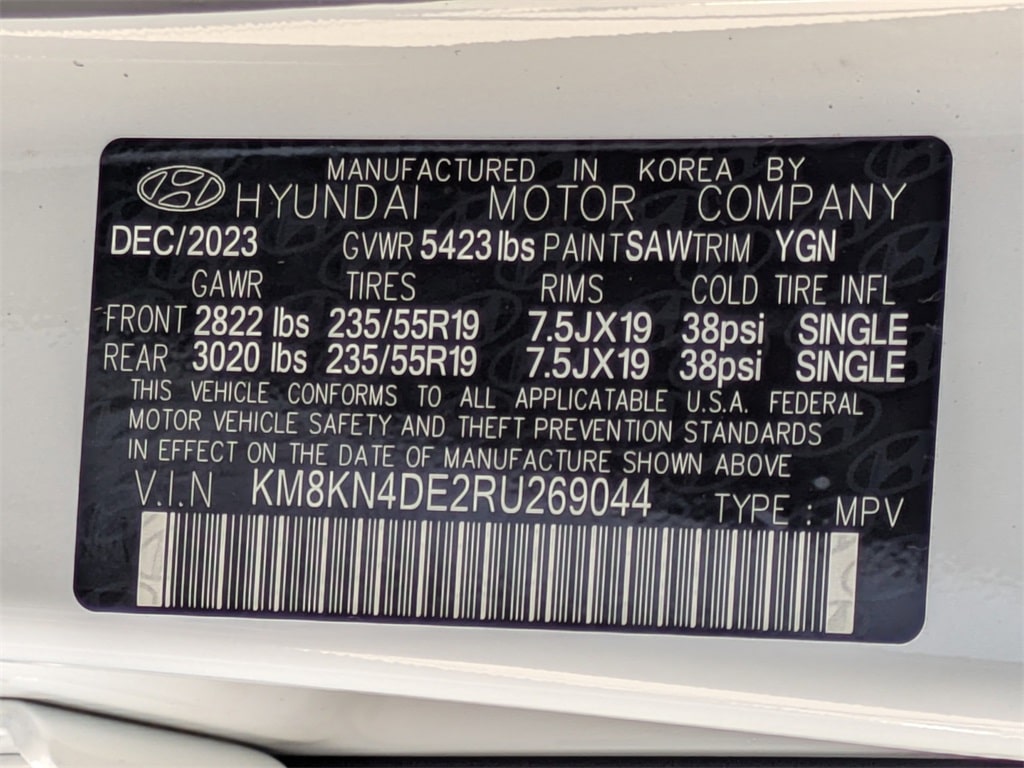 MANUFACTURED IN KOREA BY
HYUNDAI MOTOR COMPANY
DEC/2023 GVWR 5423 lbs PAINT SAW TRIM YGN
GAWR TIRES RIMS COLD TIRE INFL
FRONT 2822 lbs 235/55R19 7.5JX19 38psi SINGLE
REAR 3020 lbs 235/55R19 7.5JX19 38psi SINGLE
THIS VEHICLE CONFORMS TO ALL APPLICATABLE U.S.A. FEDERAL
MOTOR VEHICLE SAFETY AND THEFT PREVENTION STANDARDS
IN EFFECT ON THE DATE OF MANUFACTURE SHOWN ABOVE
V.I.N KM8KN4DE2RU269044 TYPE : MPV